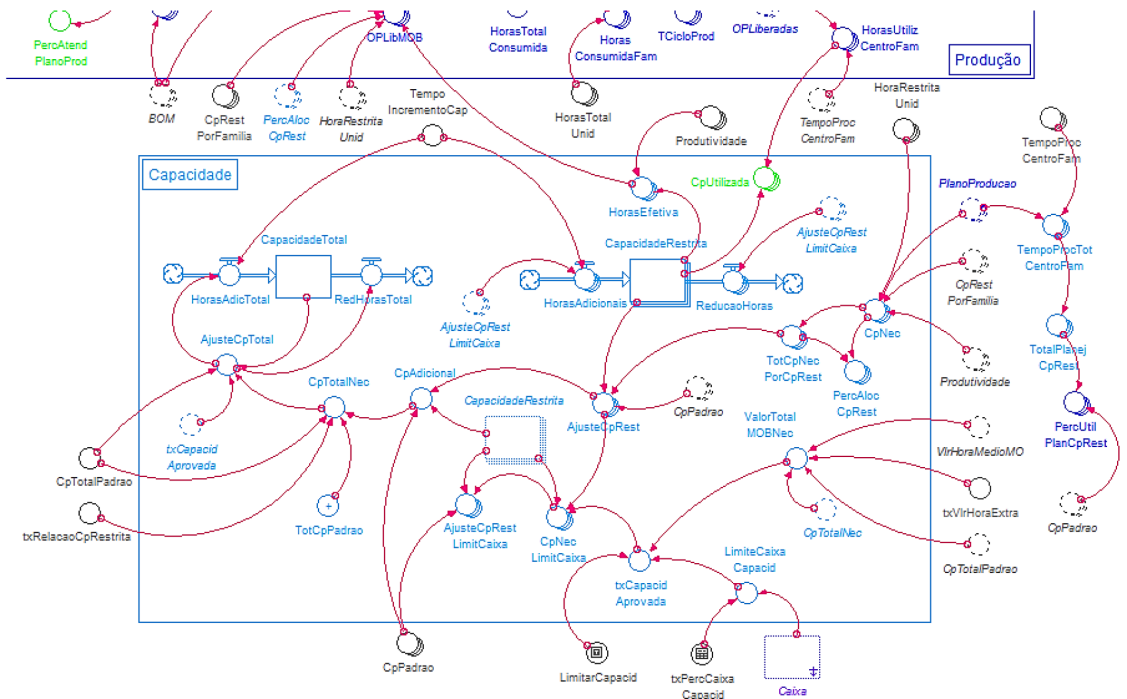 PercAtend
PlanoProd
OPLibMOB
HorasTotal
Consumida
Horas
ConsumidaFam
TCicloProd
OPLiberadas
HorasUtiliz
CentroFam
Produção
BOM
CpRest
PorFamilia
PercAloc
CpRest
HoraRestrita
Unid
Tempo
IncrementoCap
HorasTotal
Unid
Produtividade
TempoProc
CentroFam
HoraRestrita
Unid
TempoProc
CentroFam
Capacidade
CpUtilizada
HorasEfetiva
PlanoProducao
AjusteCpRest
LimitCaixa
TempoProcTot
CentroFam
CapacidadeTotal
CapacidadeRestrita
CpRest
PorFamilia
HorasAdicTotal
RedHorasTotal
HorasAdicionais
ReducaoHoras
AjusteCpRest
LimitCaixa
CpNec
AjusteCpTotal
TotCpNec
PorCpRest
TotalPlanej
CpRest
CpTotalNec
CpAdicional
CapacidadeRestrita
AjusteCpRest
CpPadrao
PercAloc
CpRest
Produtividade
ValorTotal
MOBNec
PercUtil
PlanCpRest
txCapacid
Aprovada
VlrHoraMedioMO
CpTotalPadrao
TotCpPadrao
AjusteCpRest
LimitCaixa
CpNec
LimitCaixa
CpTotalNec
txVlrHoraExtra
CpPadrao
txRelacaoCpRestrita
LimiteCaixa
Capacid
CpTotalPadrao
txCapacid
Aprovada
CpPadrao
LimitarCapacid
txPercCaixa
Capacid
Caixa